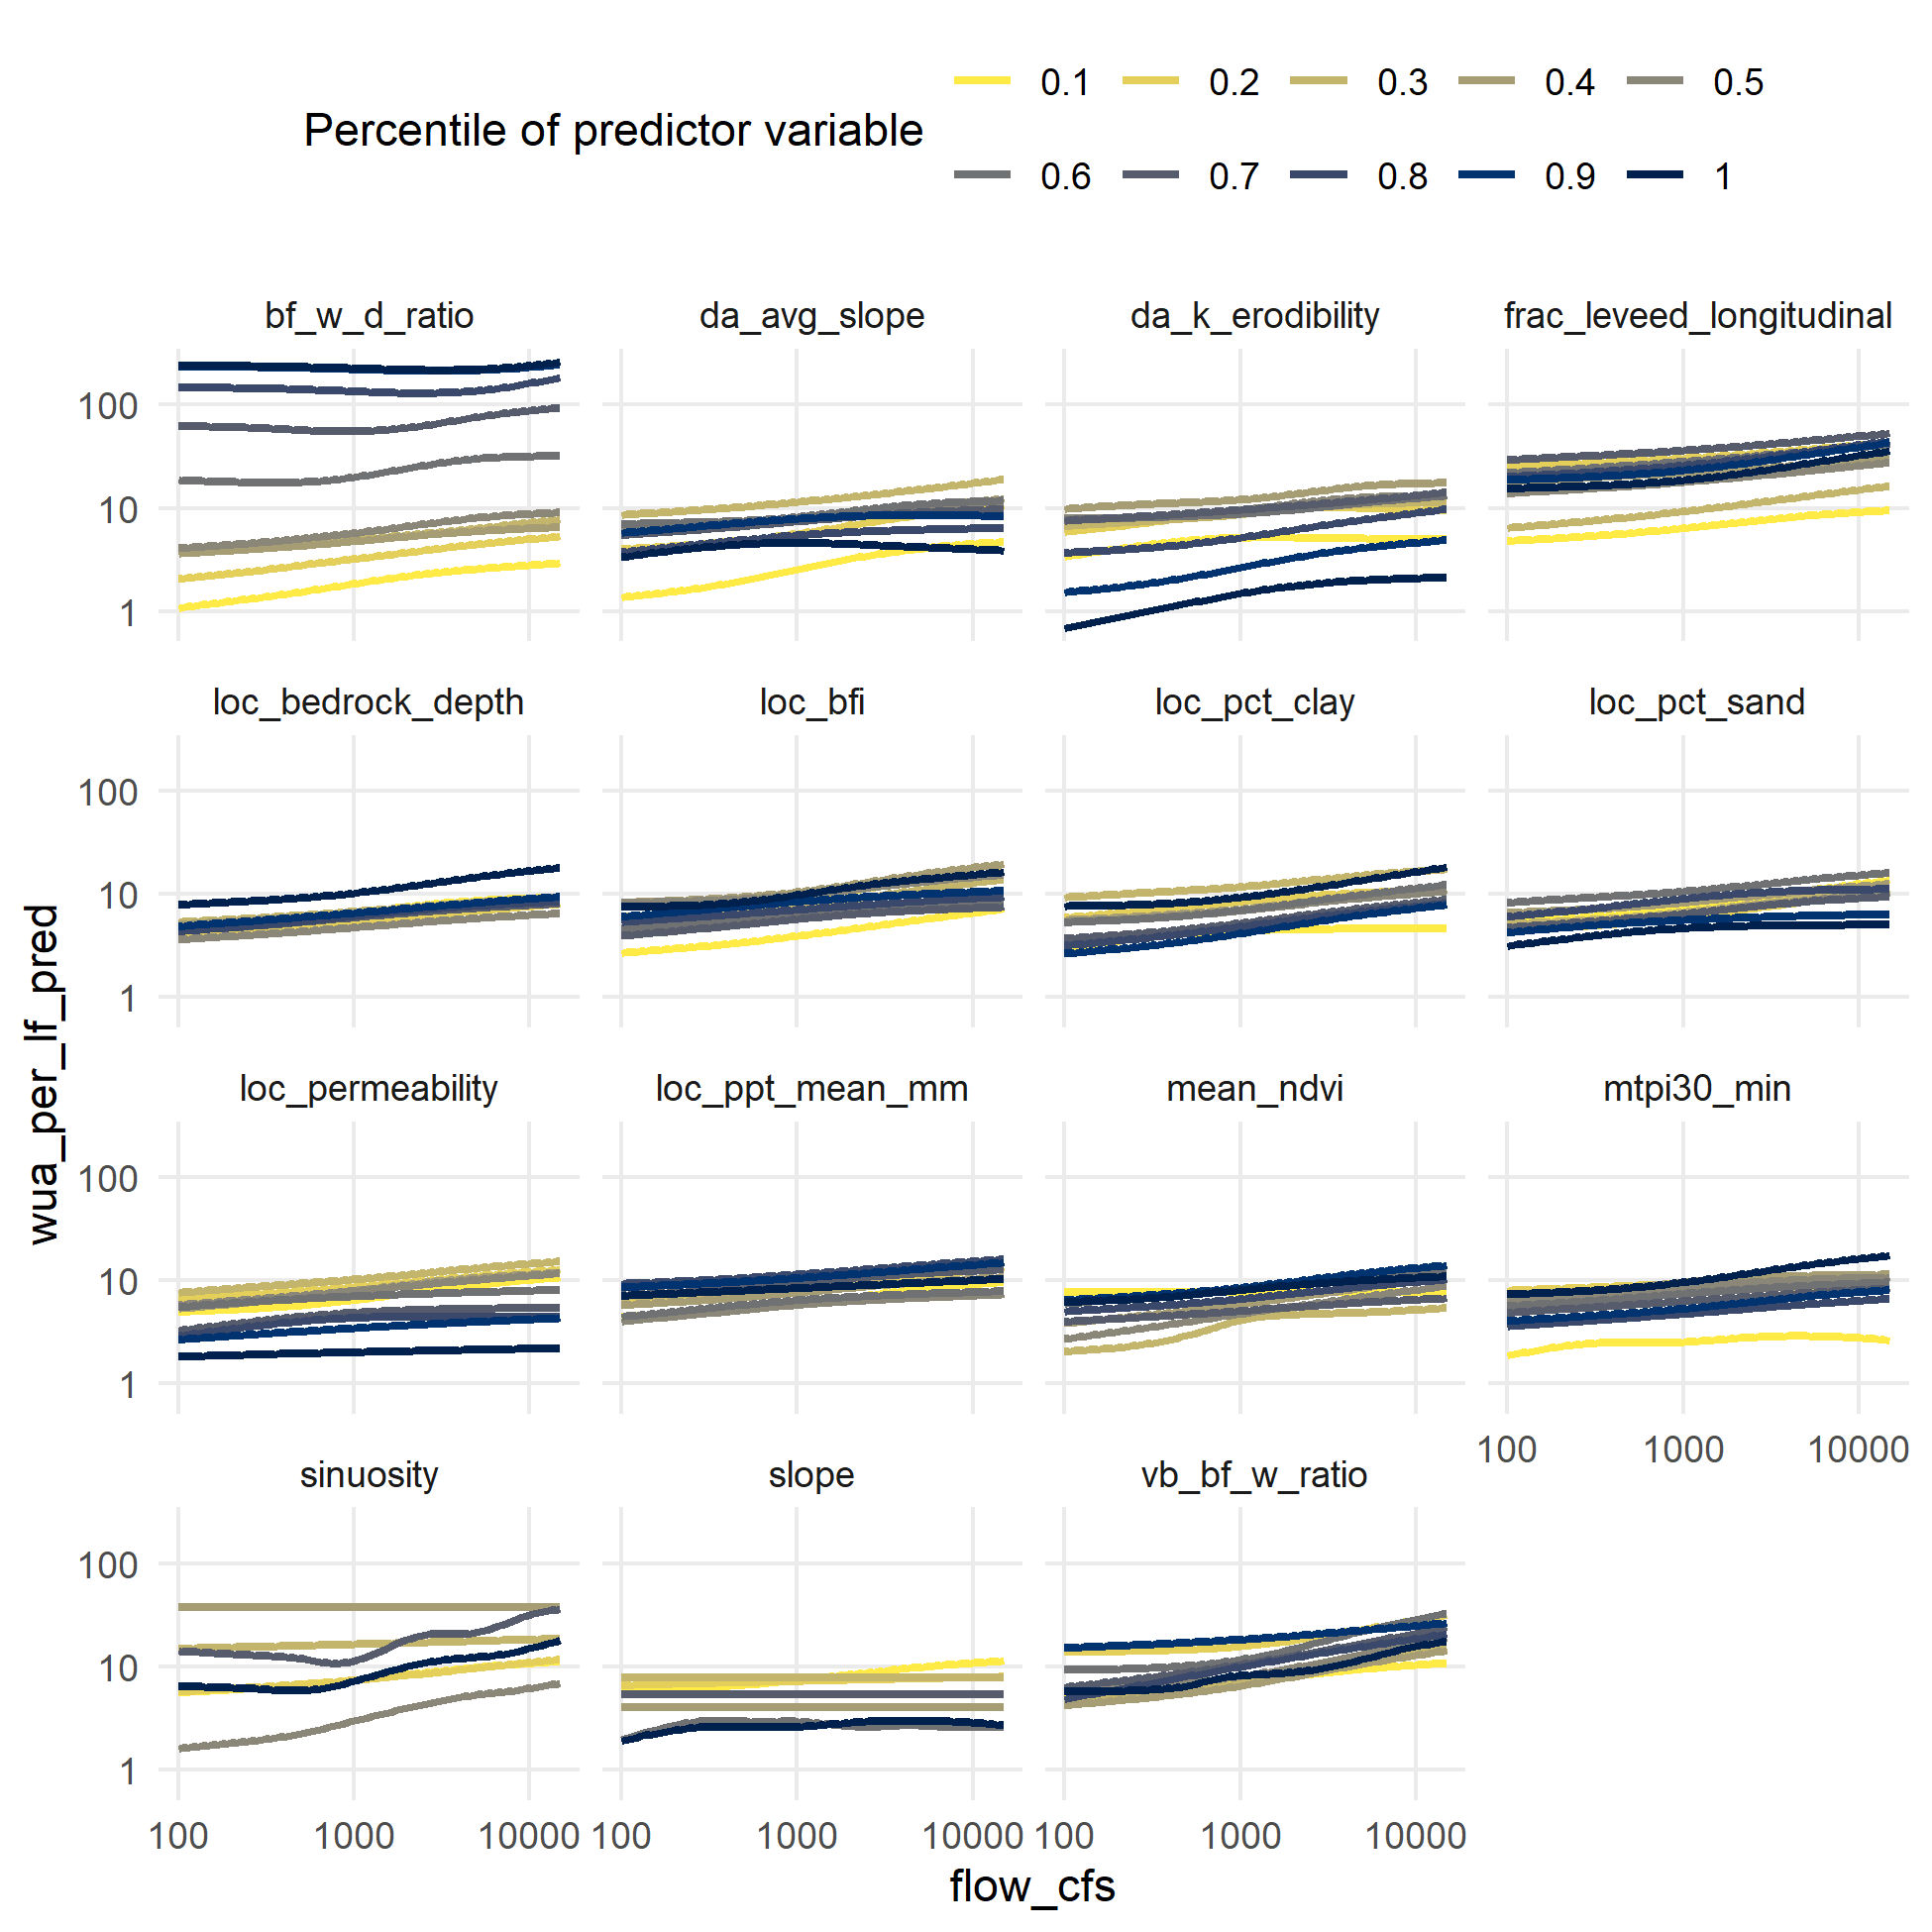 0.1 0.2 0.3 0.4 0.5
Percentile of predictor variable
0.6 0.7 0.8 0.9 1
bf_w_d_ratio da_avg_slope da_k_erodibility frac_leveed_longitudinal
100
10
1
loc_bedrock_depth loc_bfi loc_pct_clay loc_pct_sand
100
10
1
wua_per_lf_pred
loc_permeability loc_ppt_mean_mm mean_ndvi mtpi30_min
100
10
1
100 1000 10000
sinuosity slope vb_bf_w_ratio
100
10
1
100 1000 10000 100 1000 10000 100 1000 10000
flow_cfs